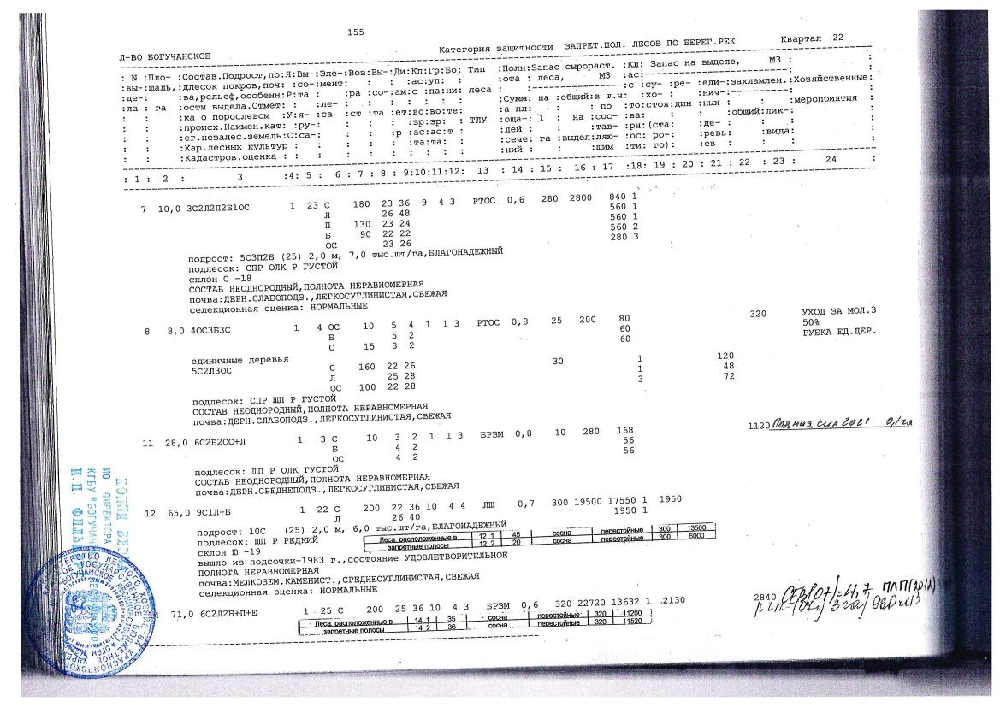 155
Л-ВО БОГУЧАНСКОЕ Категория защитности ЗАПРЕТ.ПОЛ. ЛЕСОВ ПО БЕРЕГ.РЕК Квартал 22
: N :Пло- :Состав.Подрост,по:Я:Вы-:Эле-:Воз:Вы-:Ди:Кл:Гр:Бо: Тип :Полн:Запас сырораст. :Кл: Запас на выделе, М3 :
:вы-:щадь,:длесок покров,поч: :со-:мент: : : :ас:уп: : :ота : леса, М3 :ас:
:де-: :ва,рельеф,особенн:Р:та : :ра :со-:ам:с :па:ни: леса :с :су- : ре- :еди-:захламлен.:Хозяйственные:
:ла : га :ости выдела.Отмет: : :ле- : : : : : : : :Сумм: на :общий:в т.ч: :хо- : :нич-:
:ка о порослевом :У:я- :са :ст :та :ет:во:во:те: :а пл: : : по :то:стоя:дин :ных : : :мероприятия
:происх.Наимен.кат: :ру-: :эр:эр: : ТЛУ :оща-: 1 : на :сос- :ва: : :общий:лик-:
:ег.незалес.земель:С:са-: : : : :р :ас:ас:т : :дей : : :тав- :рн:(ста: :де- :
:Хар.лесных культур : : : : : : :та:та: : :сече: га :выдел:ляю- :ос: ро-: :ревь: :вида:
:Кадастров.оценка : : : : : : : : : : :ний : : :щим :ти: го): :ев : : :
: 1 : 2 : 3 :4: 5 : 6 : 7 : 8 : 9:10:11:12: 13 : 14 : 15 : 16 : 17 :18: 19 : 20 : 21 : 22 : 23 : 24 :
7 10,0 3С2Л2П2Б1ОС 1 23 С 180 23 36 9 4 3 РТОС 0,6 280 2800 840 1
Л 26 48 560 1
П 130 23 24 560 1
Б 90 22 22 560 2
ОС 23 26 280 3
подрост: 5С3П2Б (25) 2,0 м, 7,0 тыс.шт/га,БЛАГОНАДЕЖНЫЙ
подлесок: СПР ОЛК Р ГУСТОЙ
склон С -18
СОСТАВ НЕОДНОРОДНЫЙ,ПОЛНОТА НЕРАВНОМЕРНАЯ
почва:ДЕРН.СЛАБОПОДЗ.,ЛЕГКОСУГЛИНИСТАЯ,СВЕЖАЯ
селекционная оценка: НОРМАЛЬНЫЕ
8 8,0 4ОС3Б3С 1 4 ОС 10 5 4 1 1 3 РТОС 0,8 25 200 80 320 УХОД ЗА МОЛ.3
Б 5 2 60 50%
С 15 3 2 60 РУБКА ЕД.ДЕР.
единичные деревья
5С2Л3ОС С 160 22 26 30 1 120
Л 25 28 1 48
ОС 100 22 28 3 72
подлесок: СПР ШП Р ГУСТОЙ
СОСТАВ НЕОДНОРОДНЫЙ,ПОЛНОТА НЕРАВНОМЕРНАЯ
почва:ДЕРН.СЛАБОПОДЗ.,ЛЕГКОСУГЛИНИСТАЯ,СВЕЖАЯ
11 28,0 6С2Б2ОС+Л 1 3 С 10 3 2 1 1 3 БРЗМ 0,8 10 280 168 1120 2021 0,1 га
Б 4 2 56
ОС 4 2 56
подлесок: ШП Р ОЛК ГУСТОЙ
СОСТАВ НЕОДНОРОДНЫЙ,ПОЛНОТА НЕРАВНОМЕРНАЯ
почва:ДЕРН.СРЕДНЕПОДЗ.,ЛЕГКОСУГЛИНИСТАЯ,СВЕЖАЯ
12 65,0 9С1Л+Б 1 22 С 200 22 36 10 4 4 ЛШ 0,7 300 19500 17550 1 1950
Л 26 40 1950 1
подрост: 10С (25) 2,0 м, 6,0 тыс.шт/га,БЛАГОНАДЕЖНЫЙ
подлесок: ШП Р РЕДКИЙ
Леса, расположенные в 12 1 45 сосна перестойные 300 13500
запретные полосы 12 2 20 сосна перестойные 300 6000
склон Ю -19
вышло из подсочки-1983 г.,состояние УДОВЛЕТВОРИТЕЛЬНОЕ
ПОЛНОТА НЕРАВНОМЕРНАЯ
почва:МЕЛКОЗЕМ.КАМЕНИСТ.,СРЕДНЕСУГЛИНИСТАЯ,СВЕЖАЯ
селекционная оценка: НОРМАЛЬНЫЕ
14 71,0 6С2Л2Б+П+Е 1 25 С 200 25 36 10 4 3 БРЗМ 0,6 320 22720 13632 1 .2130 2840
Леса, расположенные в 14 1 35 сосна перестойные 320 11200
запретные полосы 14 2 36 сосна перестойные 320 11520
КОПИЯ
ИО ДИРЕКТОРА
КГБУ «БОГУЧАН